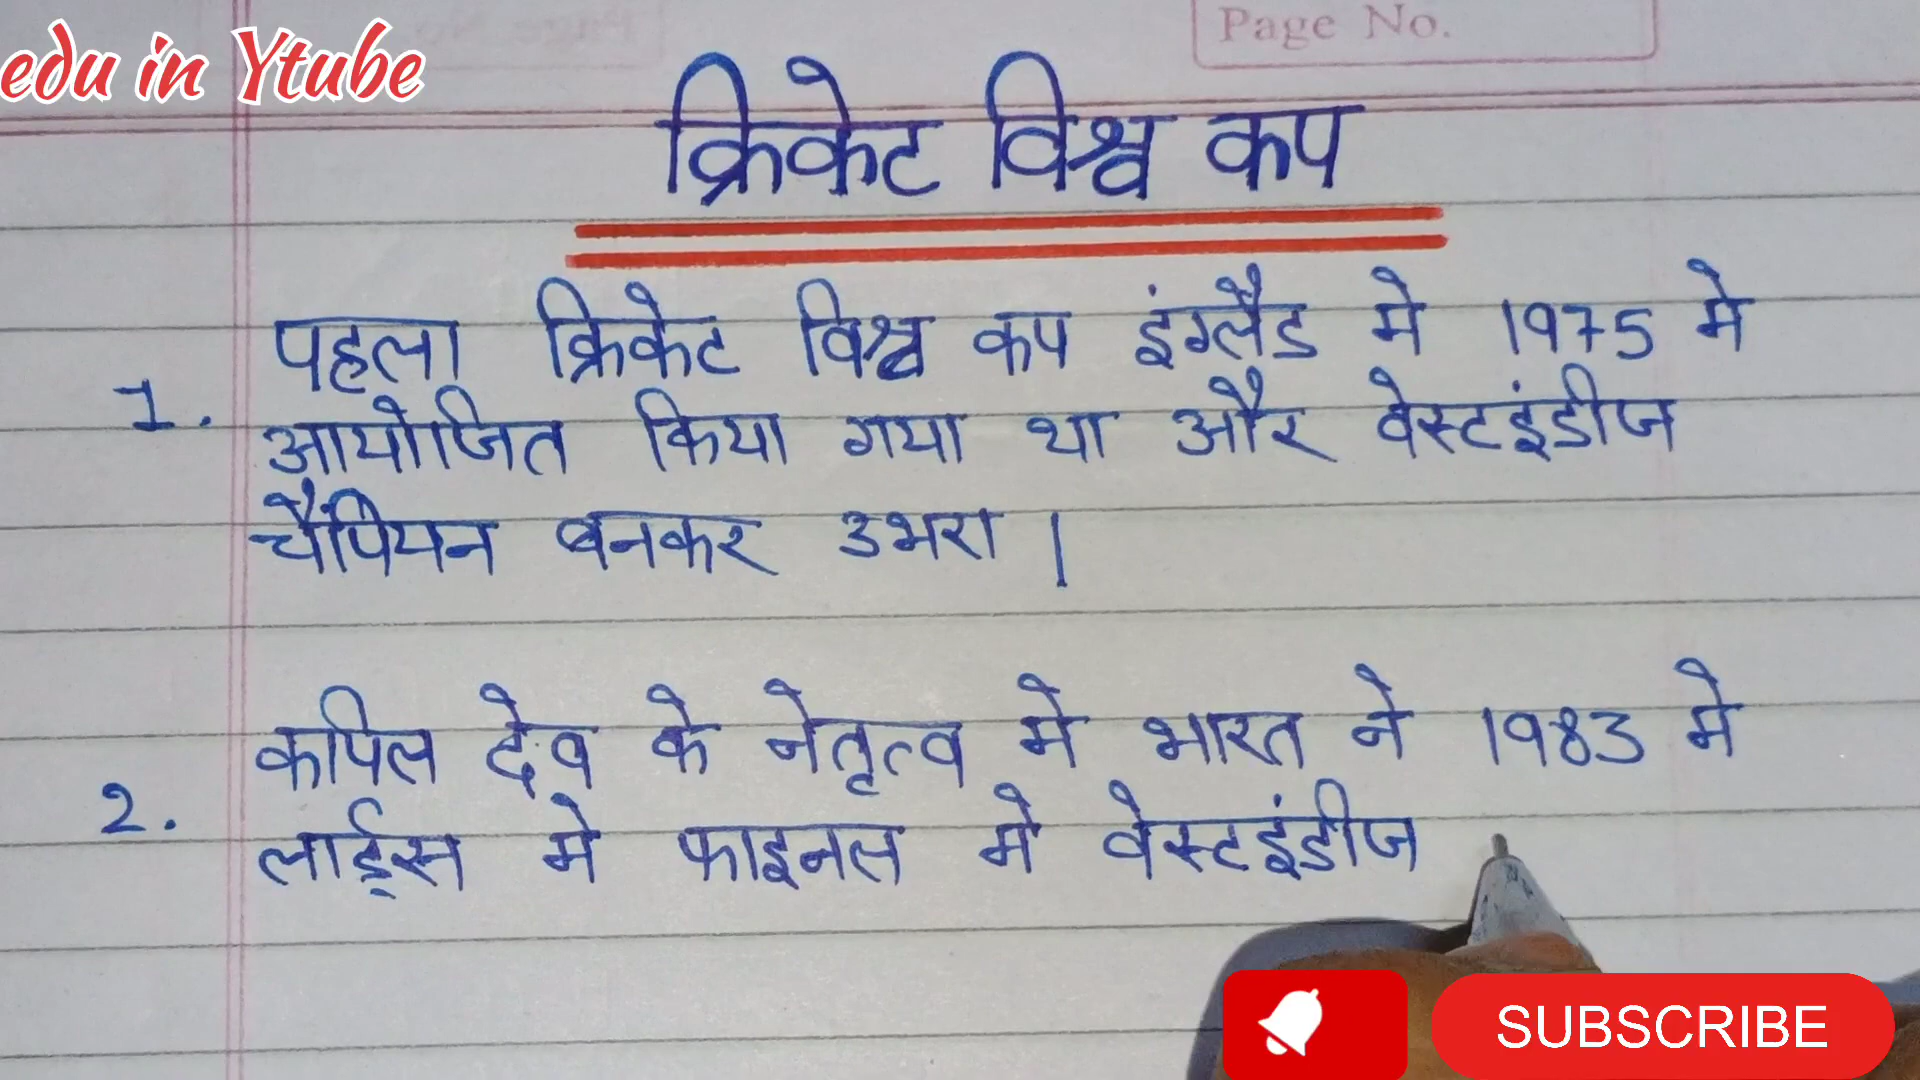 edu in Ytube
Page No.
क्रिकेट विश्व कप
पहला क्रिकेट विश्व कप इंग्लैड मे 1975 मे
1.
आयोजित किया गया था और वेस्टइंडीज
चैंपियन बनकर उभरा।
कपिल देव के नेतृत्व मे भारत ने 1983 मे
2.
लार्ड्स मे फाइनल मे वेस्टइंडीज
SUBSCRIBE